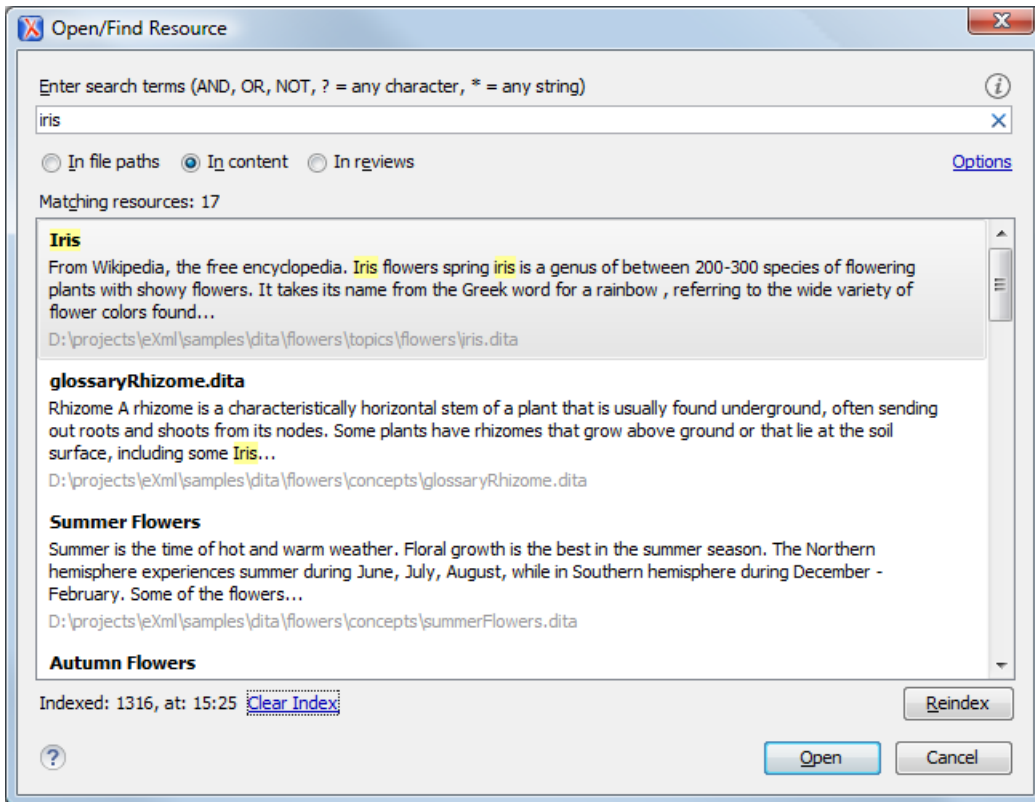 Open/Find Resource
Enter search terms (AND, OR, NOT, ? = any character, * = any string)
iris
In file paths In content In reviews Options
Matching resources: 17
Iris
From Wikipedia, the free encyclopedia. Iris flowers spring iris is a genus of between 200-300 species of flowering
plants with showy flowers. It takes its name from the Greek word for a rainbow , referring to the wide variety of
flower colors found...
D:\projects\eXml\samples\dita\flowers\topics\flowers\iris.dita
glossaryRhizome.dita
Rhizome A rhizome is a characteristically horizontal stem of a plant that is usually found underground, often sending
out roots and shoots from its nodes. Some plants have rhizomes that grow above ground or that lie at the soil
surface, including some Iris...
D:\projects\eXml\samples\dita\flowers\concepts\glossaryRhizome.dita
Summer Flowers
Summer is the time of hot and warm weather. Floral growth is the best in the summer season. The Northern
hemisphere experiences summer during June, July, August, while in Southern hemisphere during December -
February. Some of the flowers...
D:\projects\eXml\samples\dita\flowers\concepts\summerFlowers.dita
Autumn Flowers
Indexed: 1316, at: 15:25 Clear Index Reindex
? Open Cancel